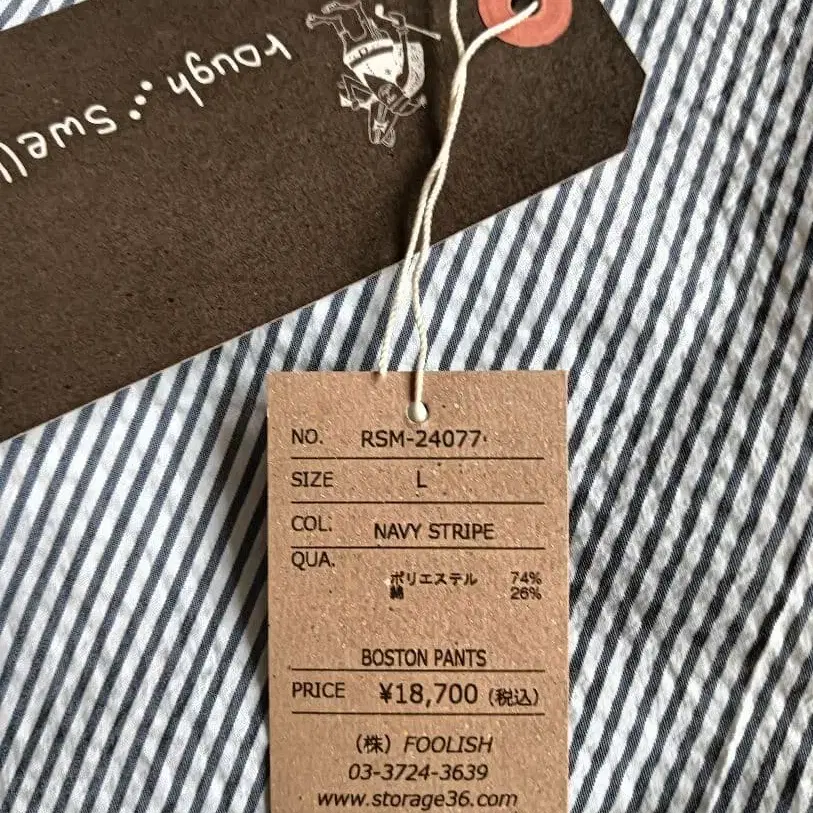 rough∴swell
NO. RSM-24077
SIZE L
COL. NAVY STRIPE
QUA.
ポリエステル 74%
綿 26%
BOSTON PANTS
PRICE ¥18,700 (税込)
(株) FOOLISH
03-3724-3639
www.storage36.com